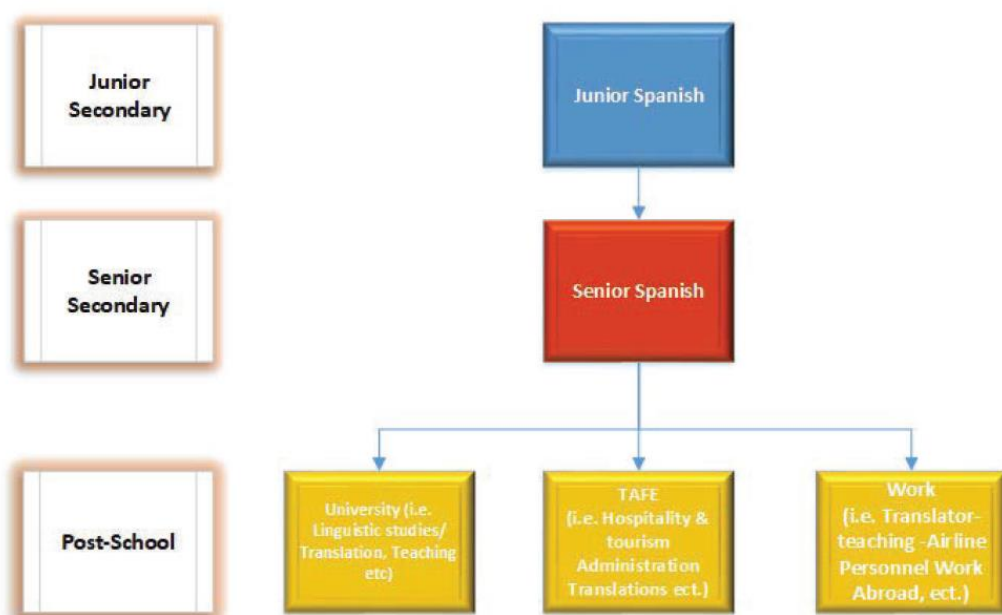 Junior
Secondary
Junior Spanish
Senior
Secondary
Senior Spanish
Post-School
University (i.e.
Linguistic studies/
Translation, Teaching
etc)
TAFE
(i.e. Hospitality &
tourism
Administration
Translations ect.)
Work
(i.e. Translator-
teaching -Airline
Personnel Work
Abroad, ect.)